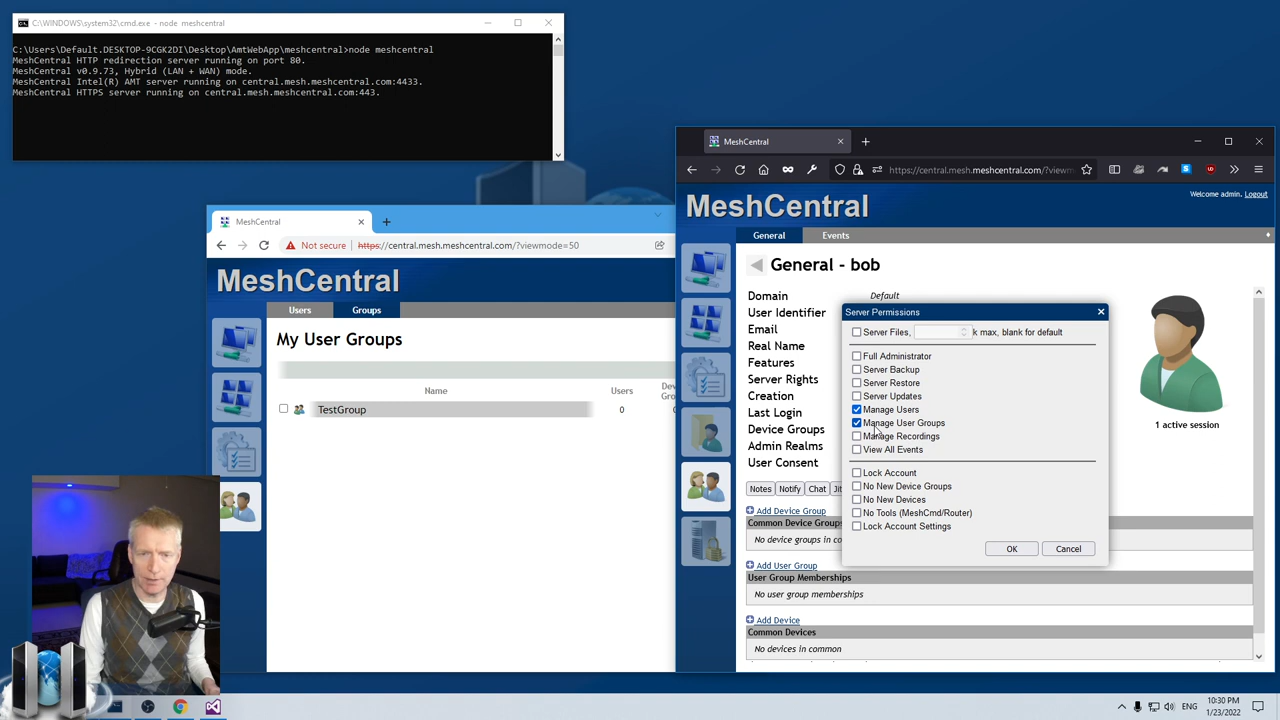 C:\WINDOWS\system32\cmd.exe - node meshcentral
C:\Users\Default.DESKTOP-9CGK2DI\Desktop\AmtWebApp\meshcentral>node meshcentral
MeshCentral HTTP redirection server running on port 80.
MeshCentral v0.9.73, Hybrid (LAN + WAN) mode.
MeshCentral Intel(R) AMT server running on central.mesh.meshcentral.com:4433.
MeshCentral HTTPS server running on central.mesh.meshcentral.com:443.
MeshCentral
Not secure
https://central.mesh.meshcentral.com/?viewmode=50
MeshCentral
Users Groups
My User Groups
Name Users
TestGroup 0
MeshCentral
https://central.mesh.meshcentral.com/?viewm
MeshCentral
Welcome admin. Logout
General Events
General - bob
Domain Default
User Identifier
Email
Real Name
Features
Server Rights
Creation
Last Login
Device Groups
Admin Realms
User Consent
Notes Notify Chat
Add Device Group
Common Device Groups
No device groups in co
Add User Group
User Group Memberships
No user group memberships
Add Device
Common Devices
No devices in common
1 active session
Server Permissions
Server Files, k max, blank for default
Full Administrator
Server Backup
Server Restore
Server Updates
Manage Users
Manage User Groups
Manage Recordings
View All Events
Lock Account
No New Device Groups
No New Devices
No Tools (MeshCmd/Router)
Lock Account Settings
OK Cancel
ENG
10:30 PM
1/23/2022